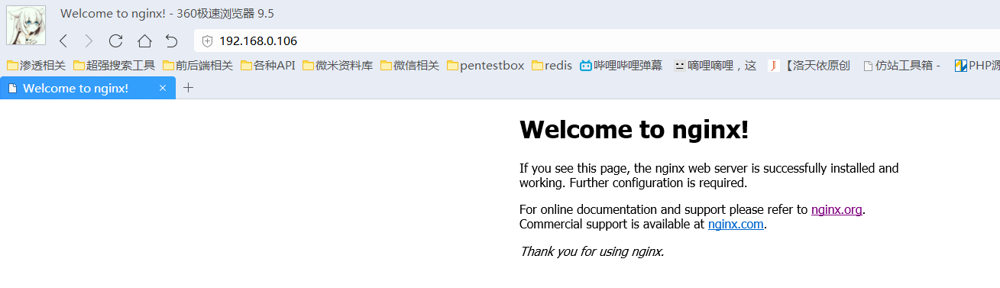 Welcome to nginx! - 360极速浏览器 9.5
192.168.0.106
渗透相关 超强搜索工具 前后端相关 各种API 微米资料库 微信相关 pentestbox redis 哔哩哔哩弹幕 嘀哩嘀哩，这 【洛天依原创 仿站工具箱 - PHP源
Welcome to nginx! × +
Welcome to nginx!
If you see this page, the nginx web server is successfully installed and
working. Further configuration is required.
For online documentation and support please refer to nginx.org.
Commercial support is available at nginx.com.
Thank you for using nginx.